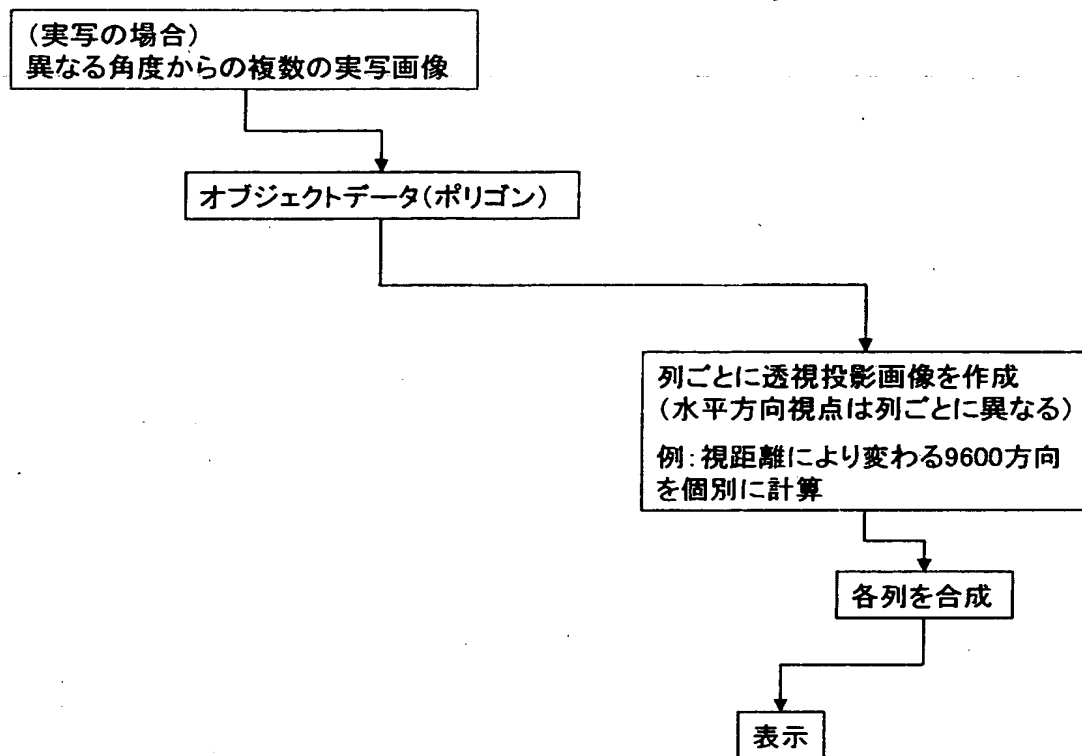 (実写の場合)
異なる角度からの複数の実写画像
オブジェクトデータ(ポリゴン)
列ごとに透視投影画像を作成
(水平方向視点は列ごとに異なる)
例:視距離により変わる9600方向
を個別に計算
各列を合成
表示